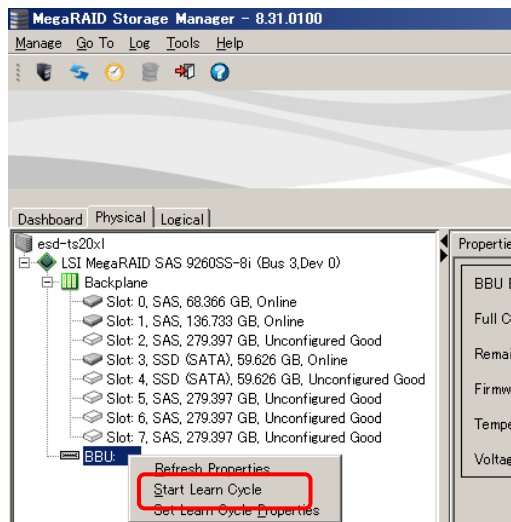 MegaRAID Storage Manager - 8.31.0100
Manage Go To Log Tools Help
Dashboard Physical Logical
esd-ts20xl
LSI MegaRAID SAS 9260SS-8i (Bus 3,Dev 0)
Backplane
Slot: 0, SAS, 68.366 GB, Online
Slot: 1, SAS, 136.733 GB, Online
Slot: 2, SAS, 279.397 GB, Unconfigured Good
Slot: 3, SSD (SATA), 59.626 GB, Online
Slot: 4, SSD (SATA), 59.626 GB, Unconfigured Good
Slot: 5, SAS, 279.397 GB, Unconfigured Good
Slot: 6, SAS, 279.397 GB, Unconfigured Good
Slot: 7, SAS, 279.397 GB, Unconfigured Good
BBU:
Refresh Properties
Start Learn Cycle
Set Learn Cycle Properties
Propertie
BBU
Full C
Remai
Firmw
Tempe
Voltag